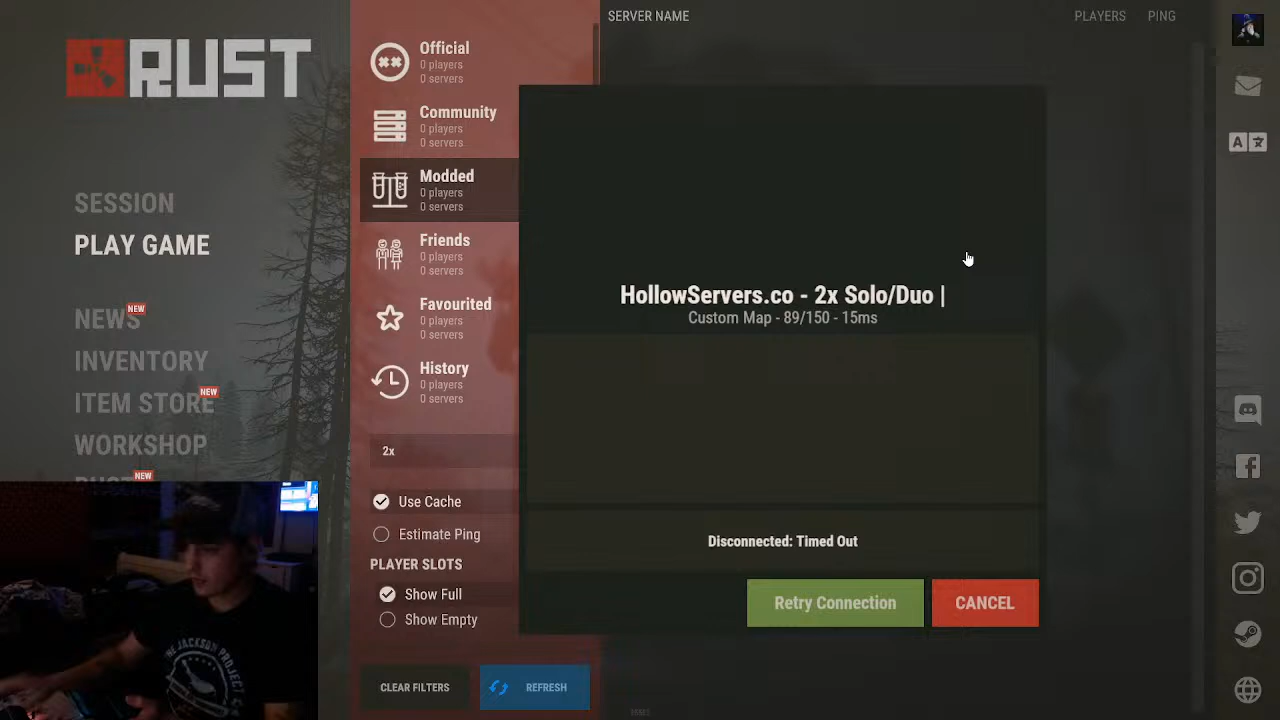 RUST
SESSION
PLAY GAME
NEWS
NEW
INVENTORY
ITEM STORE
NEW
WORKSHOP
NEW
Official
0 players
0 servers
Community
0 players
0 servers
Modded
0 players
0 servers
Friends
0 players
0 servers
Favourited
0 players
0 servers
History
0 players
0 servers
2x
Use Cache
Estimate Ping
PLAYER SLOTS
Show Full
Show Empty
CLEAR FILTERS
REFRESH
SERVER NAME
PLAYERS
PING
HollowServers.co - 2x Solo/Duo |
Custom Map - 89/150 - 15ms
Disconnected: Timed Out
Retry Connection
CANCEL
THE JACKSON PROJECT